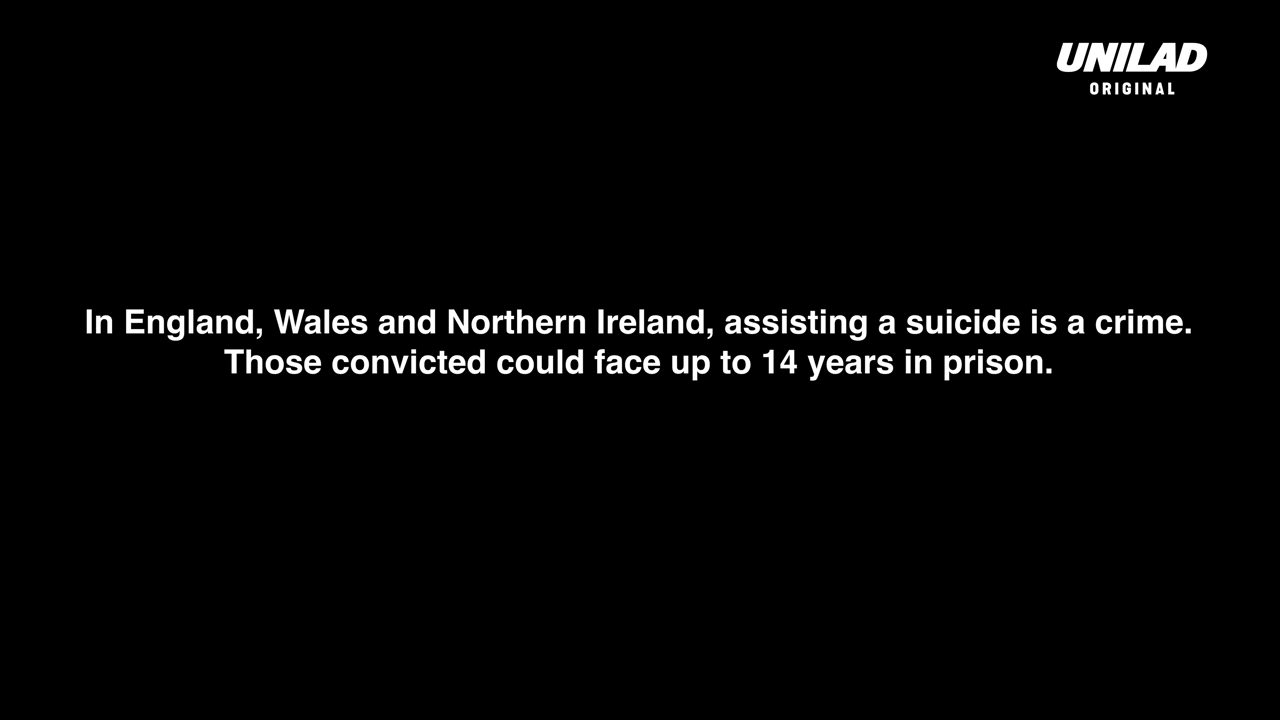 UNILAD
ORIGINAL
In England, Wales and Northern Ireland, assisting a suicide is a crime.
Those convicted could face up to 14 years in prison.